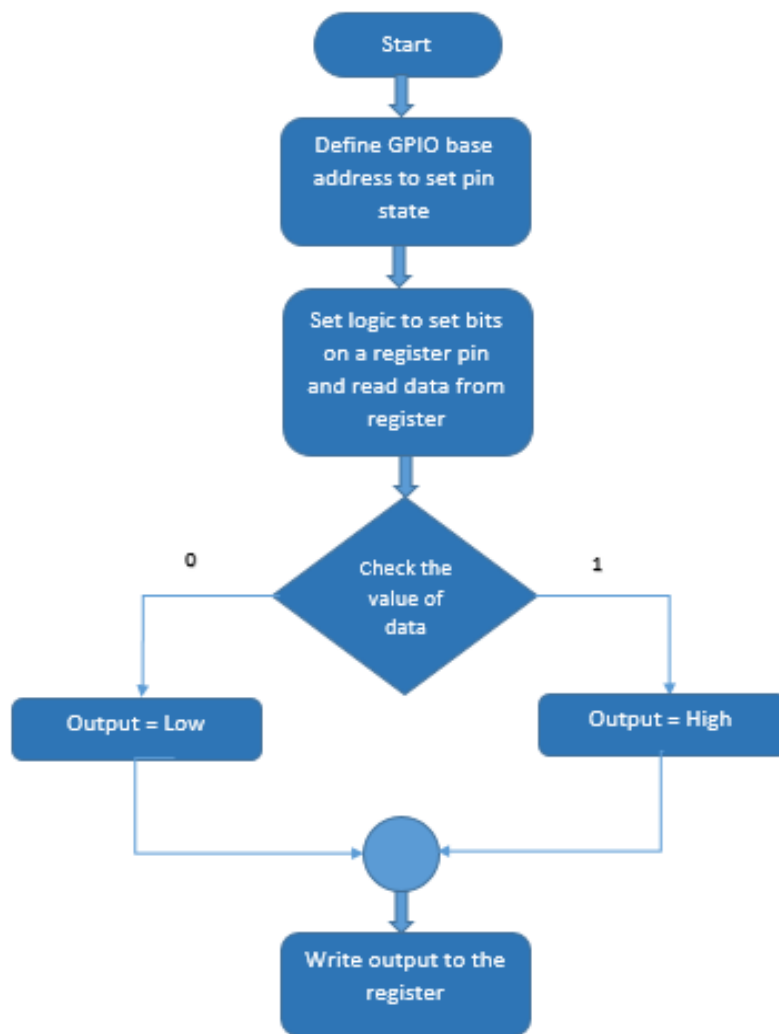 Start
Define GPIO base
address to set pin
state
Set logic to set bits
on a register pin
and read data from
register
0
1
Check the
value of
data
Output = Low
Output = High
Write output to the
register